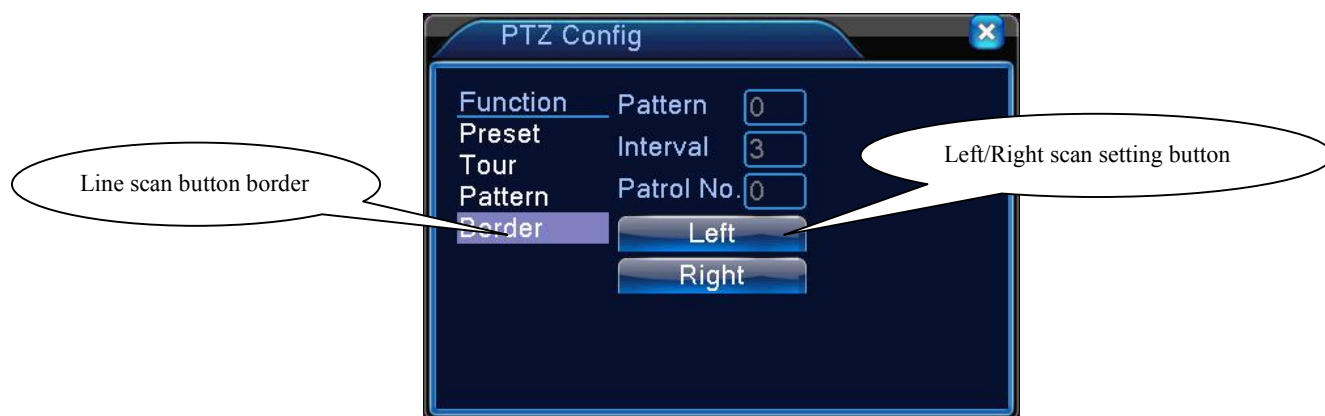 PTZ Config
Function
Preset
Tour
Pattern
Border
Pattern 0
Interval 3
Patrol No. 0
Left
Right
Line scan button border
Left/Right scan setting button